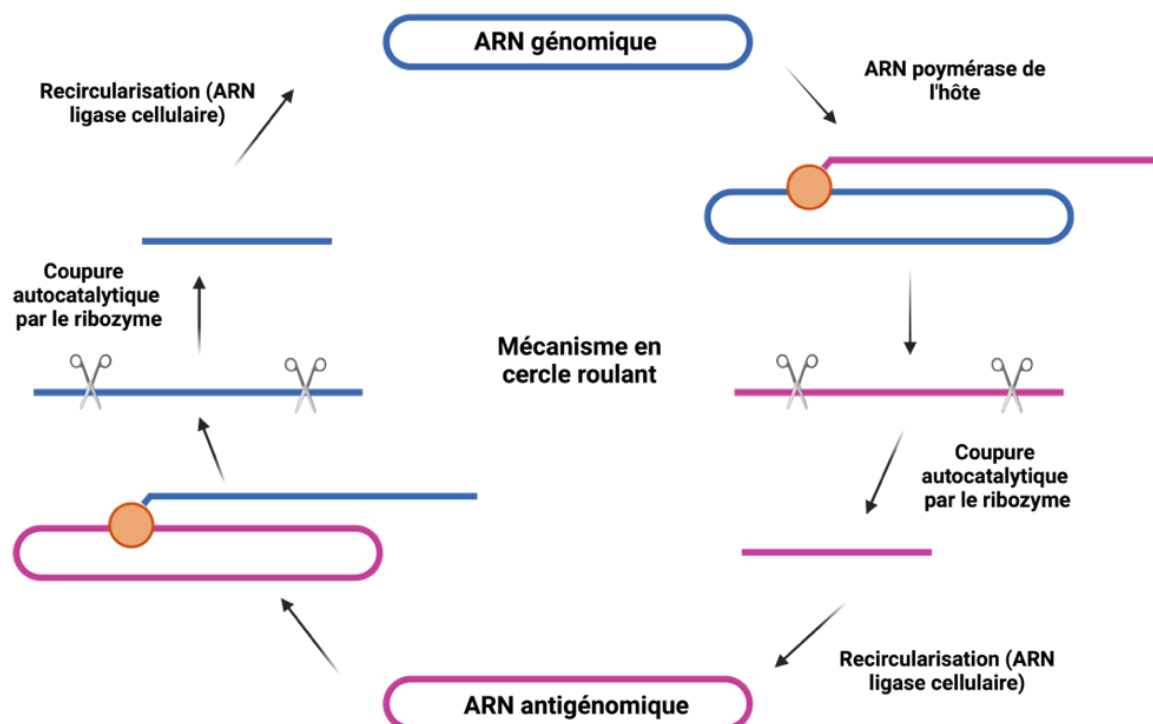 ARN génomique
ARN poymérase de
l'hôte
Recircularisation (ARN
ligase cellulaire)
Coupure
autocatalytique
par le ribozyme
Mécanisme en
cercle roulant
Coupure
autocatalytique
par le ribozyme
Recircularisation (ARN
ligase cellulaire)
ARN antigénomique